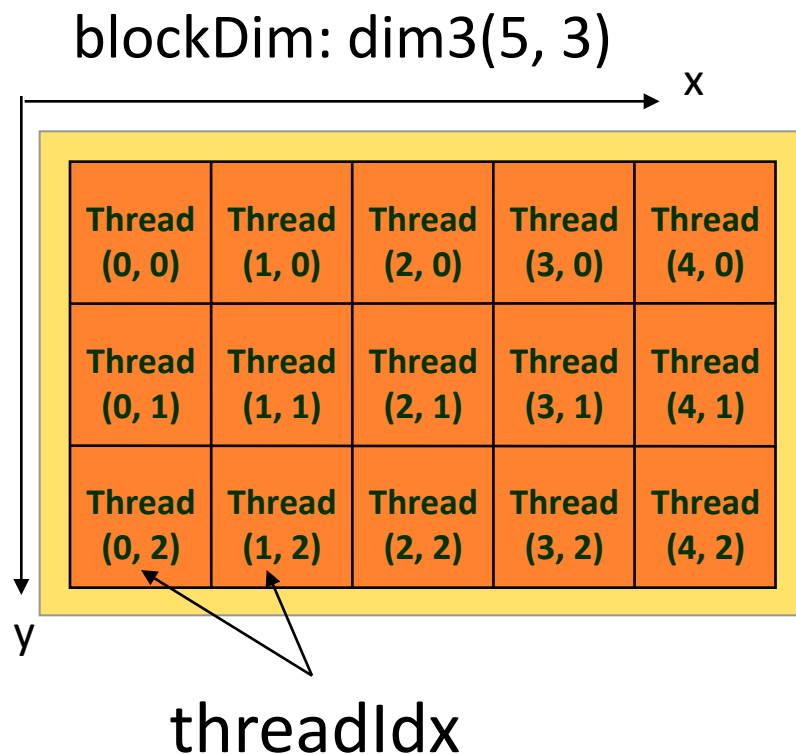 blockDim: dim3(5, 3)
x
Thread Thread Thread Thread Thread
(0, 0) (1, 0) (2, 0) (3, 0) (4, 0)
Thread Thread Thread Thread Thread
(0, 1) (1, 1) (2, 1) (3, 1) (4, 1)
Thread Thread Thread Thread Thread
(0, 2) (1, 2) (2, 2) (3, 2) (4, 2)
y
threadIdx